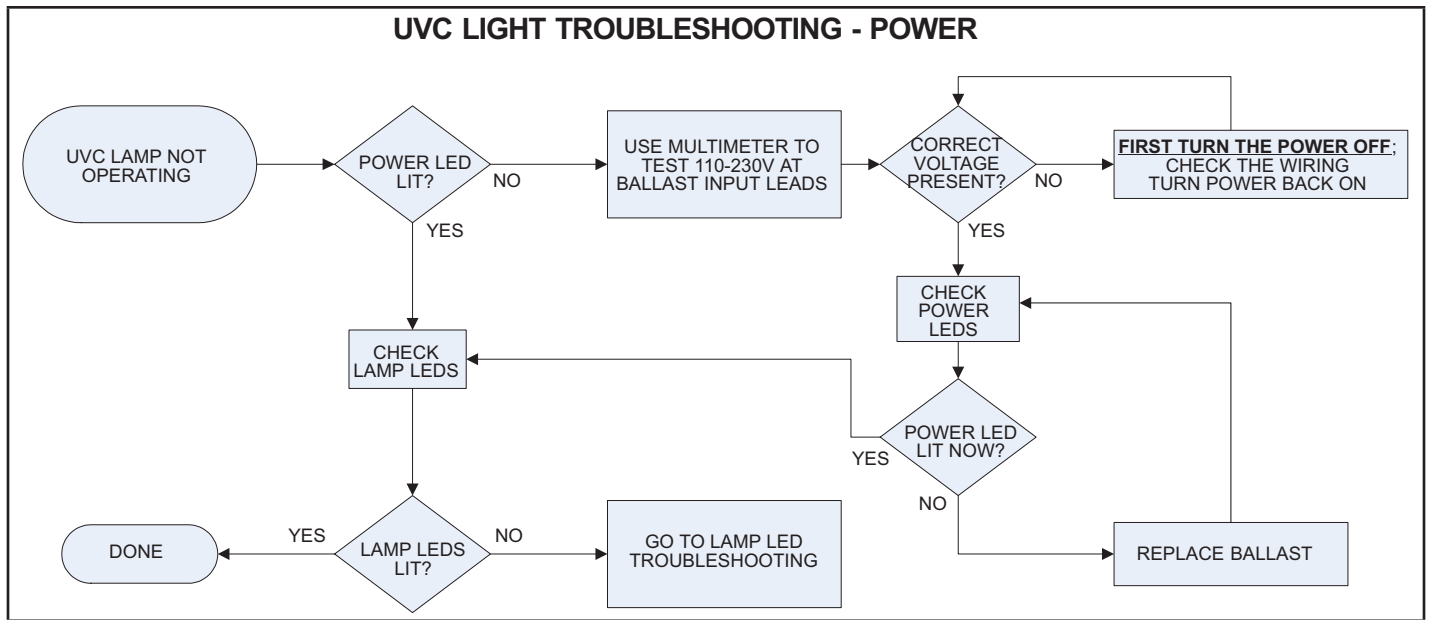 UVC LIGHT TROUBLESHOOTING - POWER
UVC LAMP NOT
OPERATING
POWER LED
LIT?
NO
YES
USE MULTIMETER TO
TEST 110-230V AT
BALLAST INPUT LEADS
CORRECT
VOLTAGE
PRESENT?
NO
YES
FIRST TURN THE POWER OFF;
CHECK THE WIRING
TURN POWER BACK ON
CHECK
POWER
LEDS
CHECK
LAMP LEDS
POWER LED
LIT NOW?
YES
NO
DONE
YES
LAMP LEDS
LIT?
NO
GO TO LAMP LED
TROUBLESHOOTING
REPLACE BALLAST